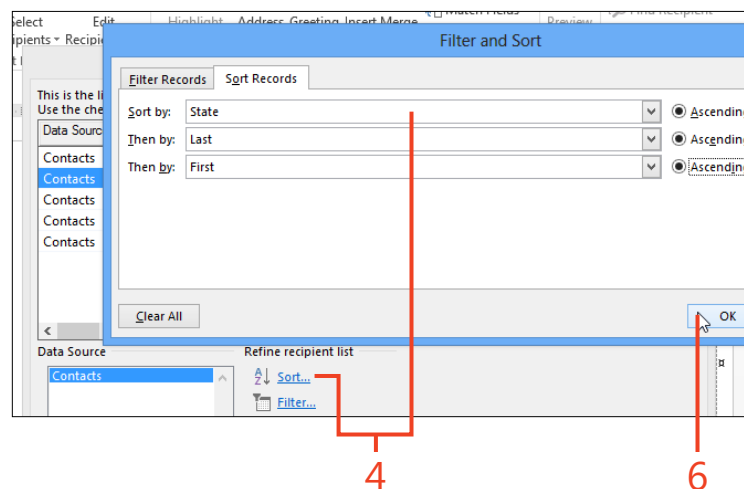 Select Edit Highlight Address Greeting Insert Merge Match Fields Preview Find Recipient
Filter and Sort
Filter Records Sort Records
This is the li
Use the che
Data Sourc
Sort by: State Ascending
Then by: Last Ascending
Then by: First Ascending
Contacts
Contacts
Contacts
Contacts
Contacts
Clear All OK
Data Source Refine recipient list
Contacts Sort...
Filter...
4 6